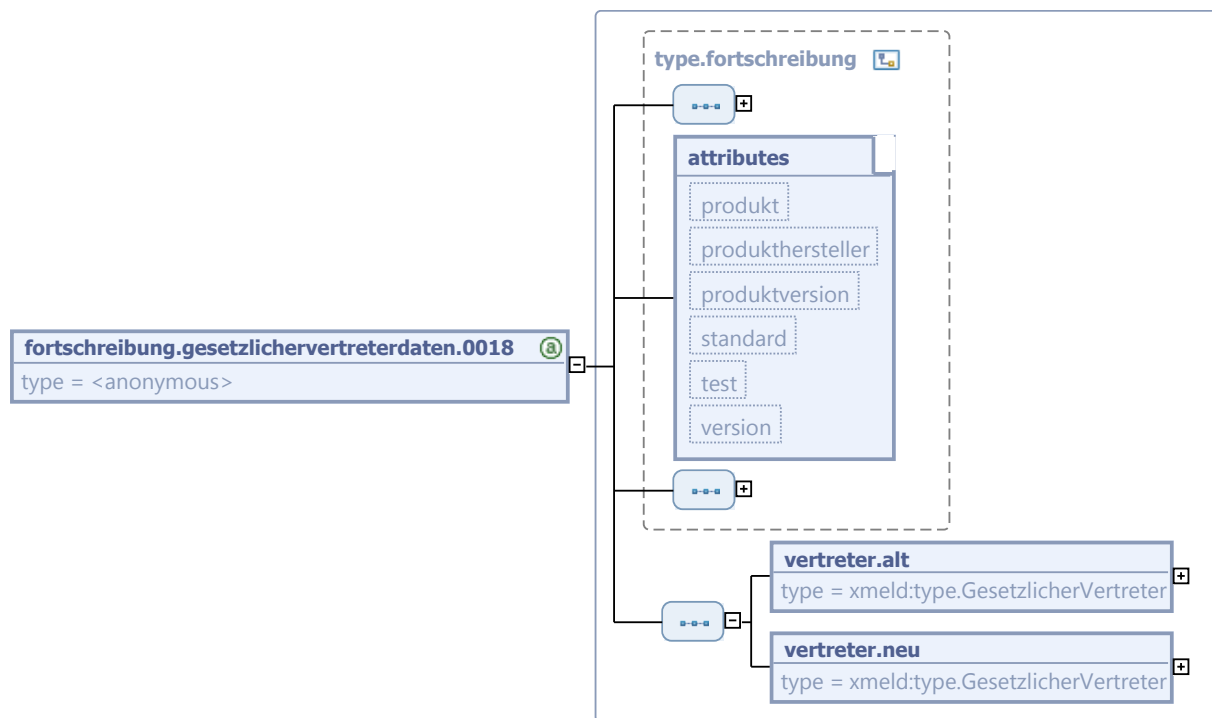 type.fortschreibung
attributes
produkt
produkthersteller
produktversion
standard
test
version
fortschreibung.gesetzlichervertreterdaten.0018 @
type = <anonymous>
vertreter.alt
type = xmeld:type.GesetzlicherVertreter
vertreter.neu
type = xmeld:type.GesetzlicherVertreter